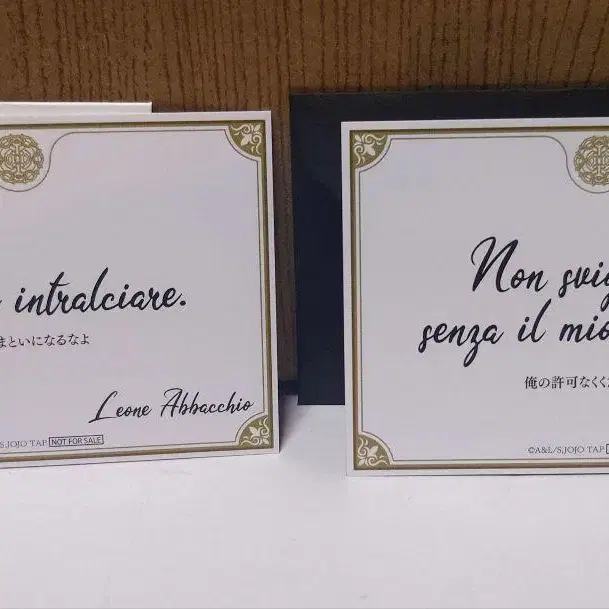 intralciare.
まといになるなよ
Leone Abbacchio
S,JOJO TAP. NOT FOR SALE
Non
senza il mio
俺の許可なくく
©A&L/S,JOJO TAP.